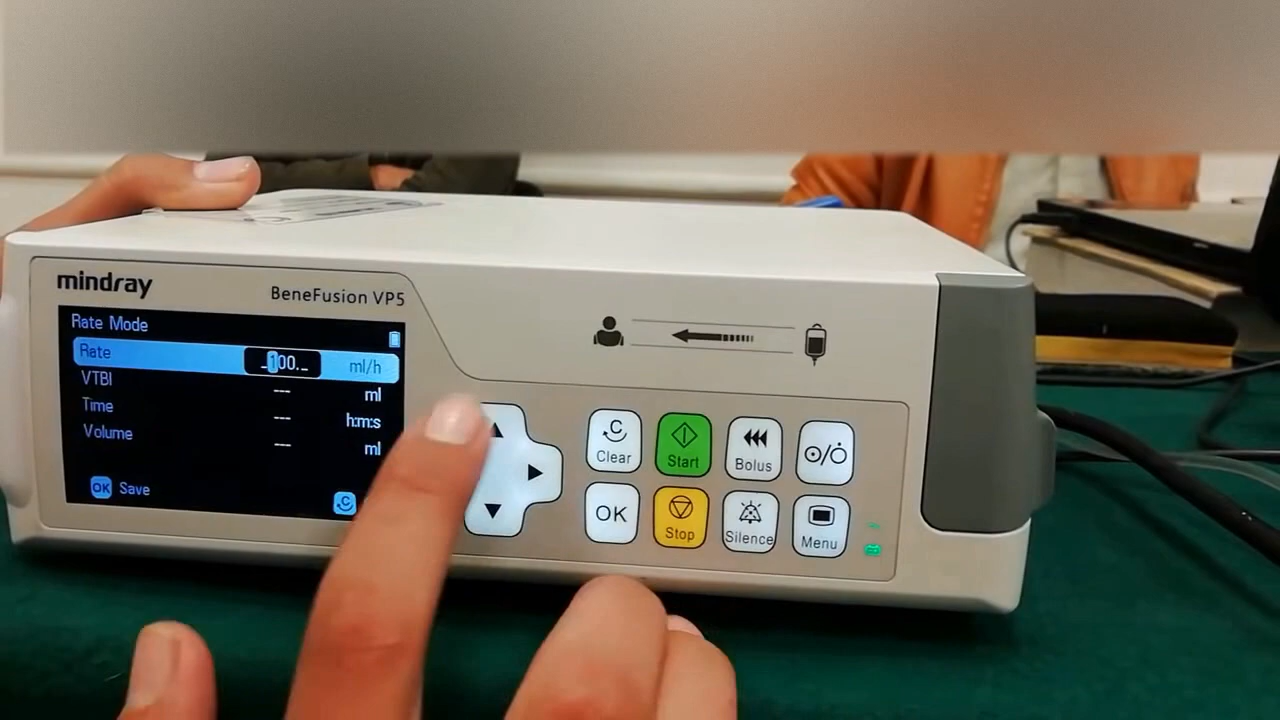 mindray
BeneFusion VP5
Rate Mode
Rate _100._ ml/h
VTBI --- ml
Time --- h:m:s
Volume --- ml
OK Save
C
C Clear
Start
Bolus
OK
Stop
Silence
Menu